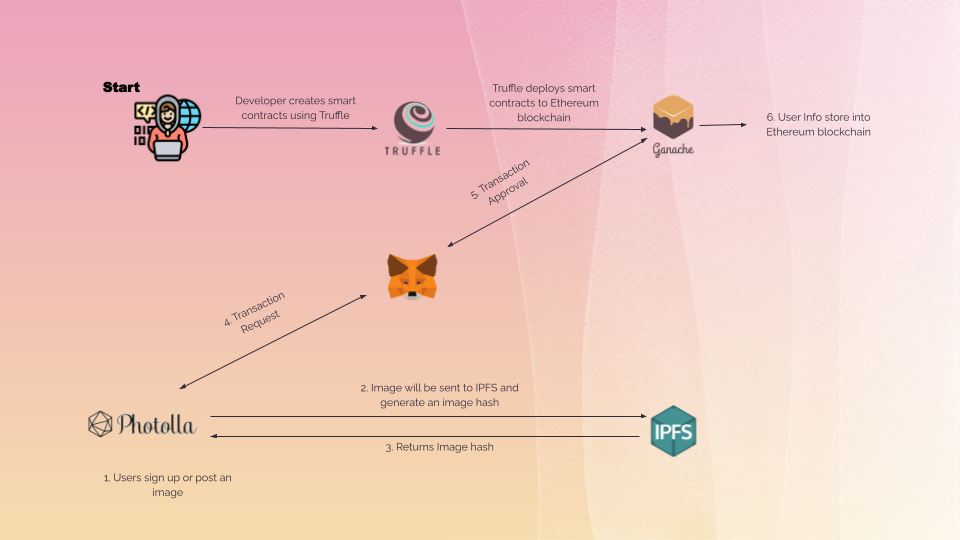 Start
Developer creates smart
contracts using Truffle
TRUFFLE
Truffle deploys smart
contracts to Ethereum
blockchain
Ganache
6. User Info store into
Ethereum blockchain
5. Transaction
Approval
4. Transaction
Request
Photolla
2. Image will be sent to IPFS and
generate an image hash
3. Returns Image hash
IPFS
1. Users sign up or post an
image